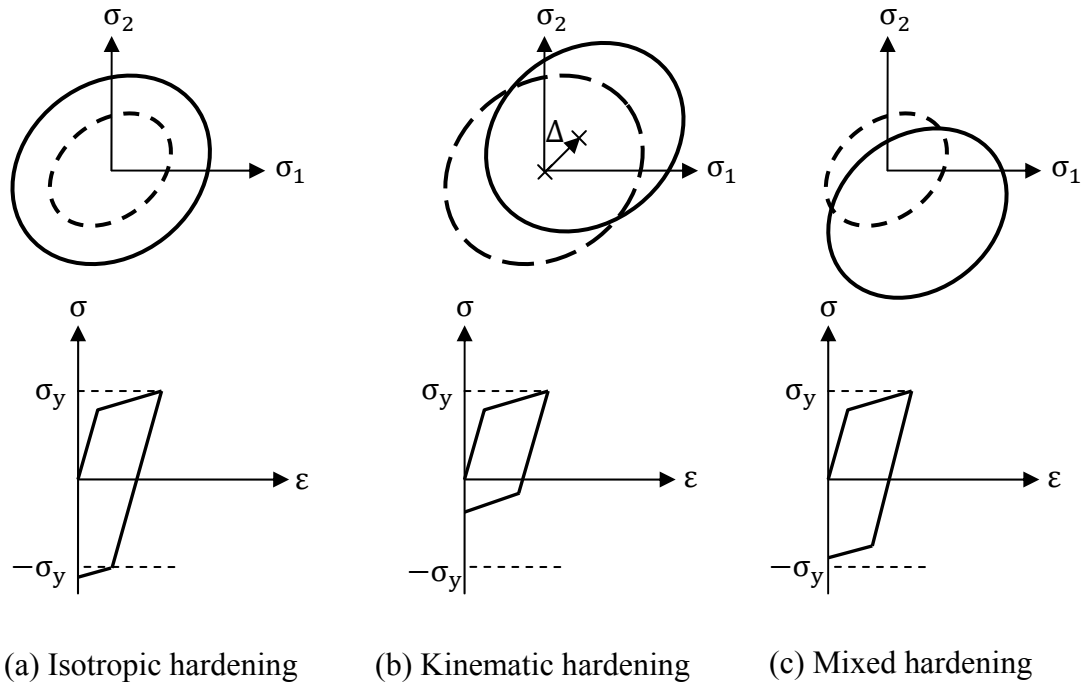 σ2
σ1
σ2
Δ
σ1
σ2
σ1
σ
σy
ε
−σy
σ
σy
ε
−σy
σ
σy
ε
−σy
(a) Isotropic hardening
(b) Kinematic hardening
(c) Mixed hardening